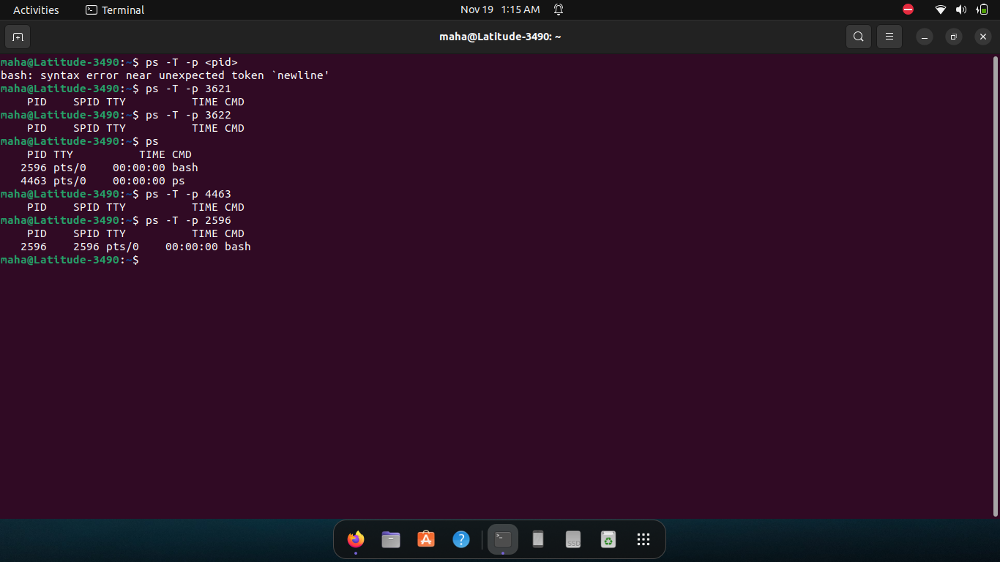 Activities
Terminal
Nov 19 1:15 AM
maha@Latitude-3490: ~
maha@Latitude-3490:~$ ps -T -p <pid>
bash: syntax error near unexpected token `newline'
maha@Latitude-3490:~$ ps -T -p 3621
    PID    SPID TTY          TIME CMD
maha@Latitude-3490:~$ ps -T -p 3622
    PID    SPID TTY          TIME CMD
maha@Latitude-3490:~$ ps
    PID TTY          TIME CMD
   2596 pts/0    00:00:00 bash
   4463 pts/0    00:00:00 ps
maha@Latitude-3490:~$ ps -T -p 4463
    PID    SPID TTY          TIME CMD
maha@Latitude-3490:~$ ps -T -p 2596
    PID    SPID TTY          TIME CMD
   2596    2596 pts/0    00:00:00 bash
maha@Latitude-3490:~$
SSD